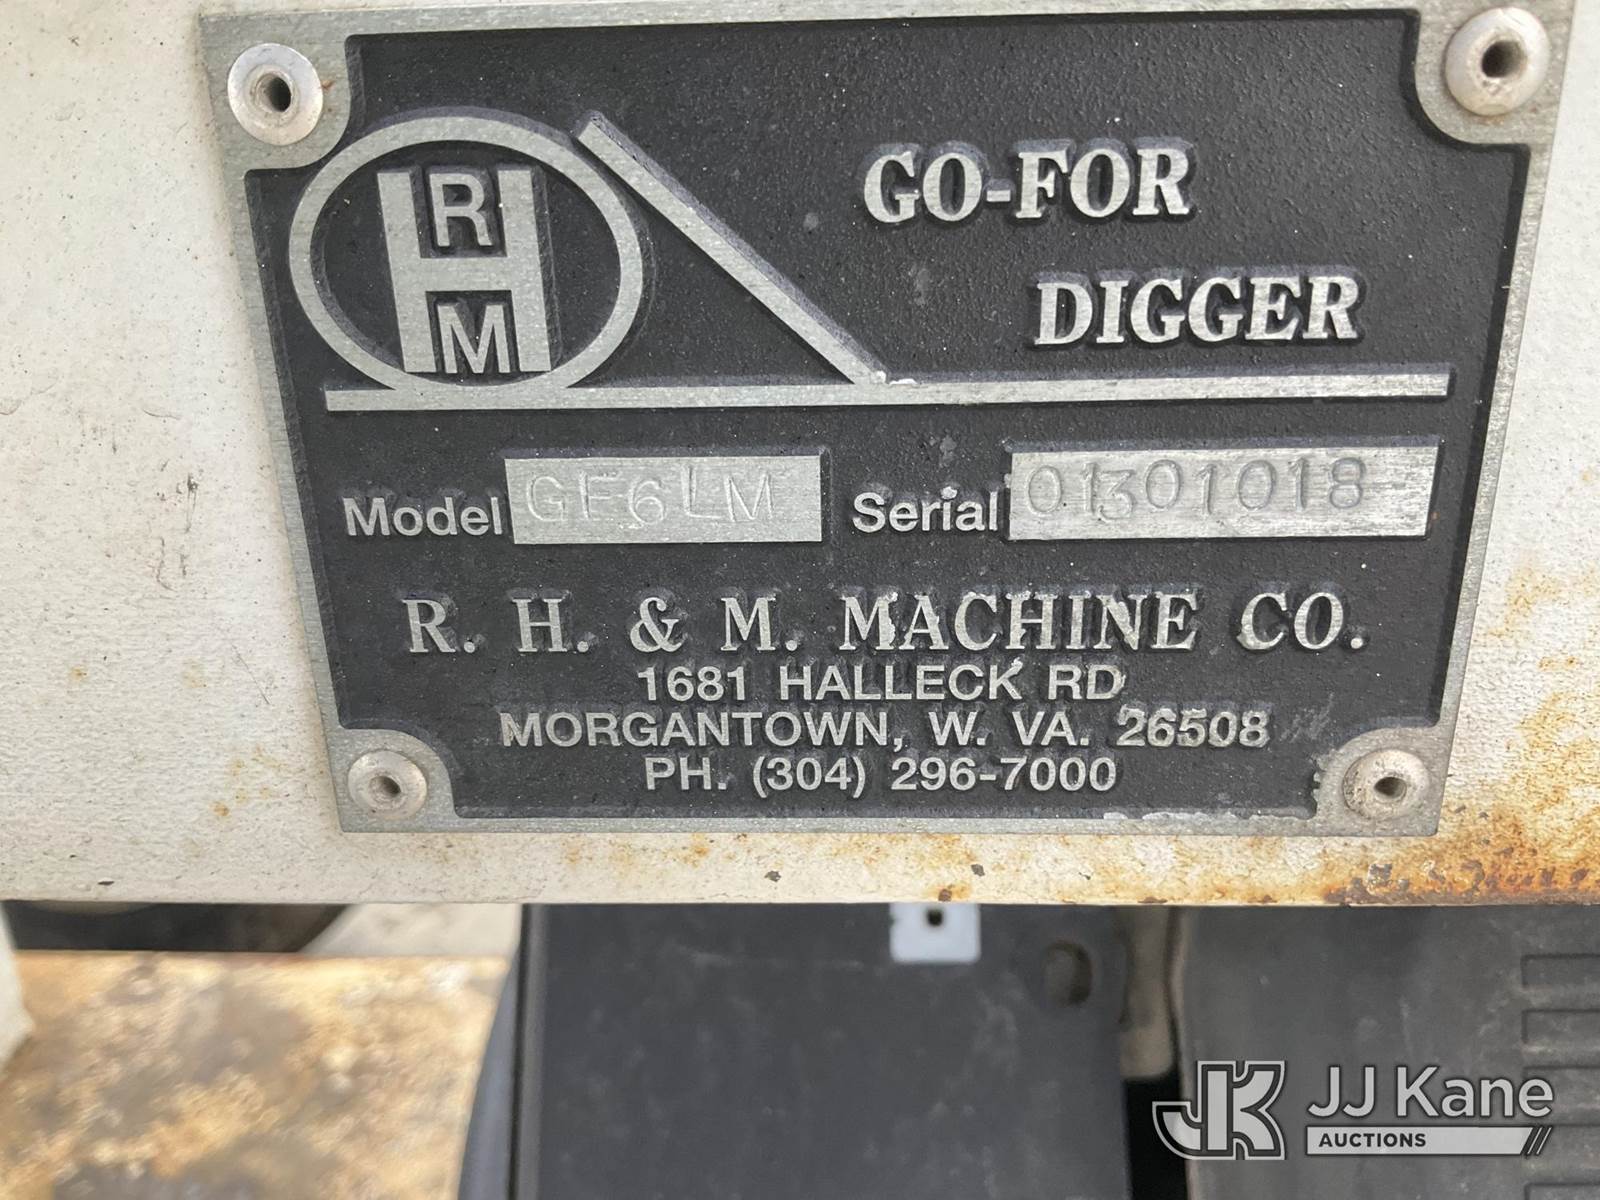 R
H
M
GO-FOR
DIGGER
Model GF6LM Serial 01301018
R. H. & M. MACHINE CO.
1681 HALLECK RD
MORGANTOWN, W. VA. 26508
PH. (304) 296-7000
JK JJ Kane
AUCTIONS